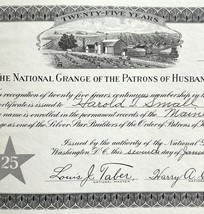 TWENTY-FIVE YEARS
THE NATIONAL GRANGE OF THE PATRONS OF HUSBAN
recognition of twenty five years continuous membership and
certificate is issued to Harold D. Small
name is enrolled in the permanent records of the Maine
nge as one of the Silver Star Builders of the Order of Patrons of
Issued by the authority of the National
Washington, D.C. this seventh day of Janu
25
Louis J. Taber Harry A.
NATIONAL MASTER